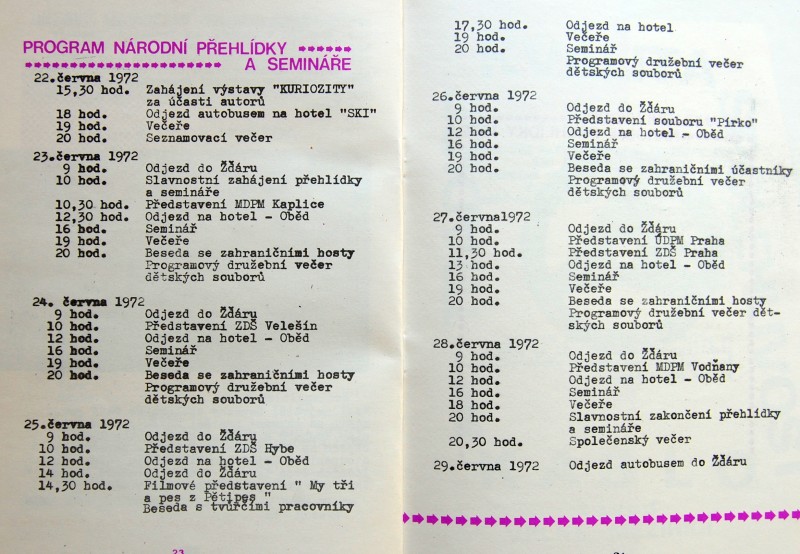 PROGRAM NÁRODNÍ PŘEHLÍDKY
A SEMINÁŘE
22.června 1972
15,30 hod. Zahájení výstavy "KURIOZITY"
za účasti autorů
18 hod. Odjezd autobusem na hotel "SKI"
19 hod. Večeře
20 hod. Seznamovací večer
23.června 1972
9 hod. Odjezd do Žďáru
10 hod. Slavnostní zahájení přehlídky
a semináře
10,30 hod. Představení MDPM Kaplice
12,30 hod. Odjezd na hotel - Oběd
16 hod. Seminář
19 hod. Večeře
20 hod. Beseda se zahraničními hosty
Programový družební večer
dětských souborů
24. června 1972
9 hod. Odjezd do Žďáru
10 hod. Představení ZDŠ Velešín
12 hod. Odjezd na hotel - Oběd
16 hod. Seminář
19 hod. Večeře
20 hod. Beseda se zahraničními hosty
Programový družební večer
dětských souborů
25.června 1972
9 hod. Odjezd do Žďáru
10 hod. Představení ZDŠ Hybe
12 hod. Odjezd na hotel - Oběd
14 hod. Odjezd do Žďáru
14,30 hod. Filmové představení " My tři
a pes z Pětipes "
Beseda s tvůrčími pracovníky
23
17,30 hod. Odjezd na hotel
19 hod. Večeře
20 hod. Seminář
Programový družební večer
dětských souborů
26.června 1972
9 hod. Odjezd do Žďáru
10 hod. Představení souboru "Pírko"
12 hod. Odjezd na hotel - Oběd
16 hod. Seminář
19 hod. Večeře
20 hod. Beseda se zahraničními účastníky
Programový družební večer
dětských souborů
27.června1972
9 hod. Odjezd do Žďáru
10 hod. Představení ÚDPM Praha
11,30 hod. Představení ZDŠ Praha
13 hod. Odjezd na hotel - Oběd
16 hod. Seminář
19 hod. Večeře
20 hod. Beseda se zahraničními hosty
Programový družební večer dět-
ských souborů
28.června 1972
9 hod. Odjezd do Žďáru
10 hod. Představení MDPM Vodňany
12 hod. Odjezd na hotel - Oběd
16 hod. Seminář
18 hod. Večeře
20 hod. Slavnostní zakončení přehlídky
a semináře
20,30 hod. Společenský večer
29.června 1972 Odjezd autobusem do Žďáru